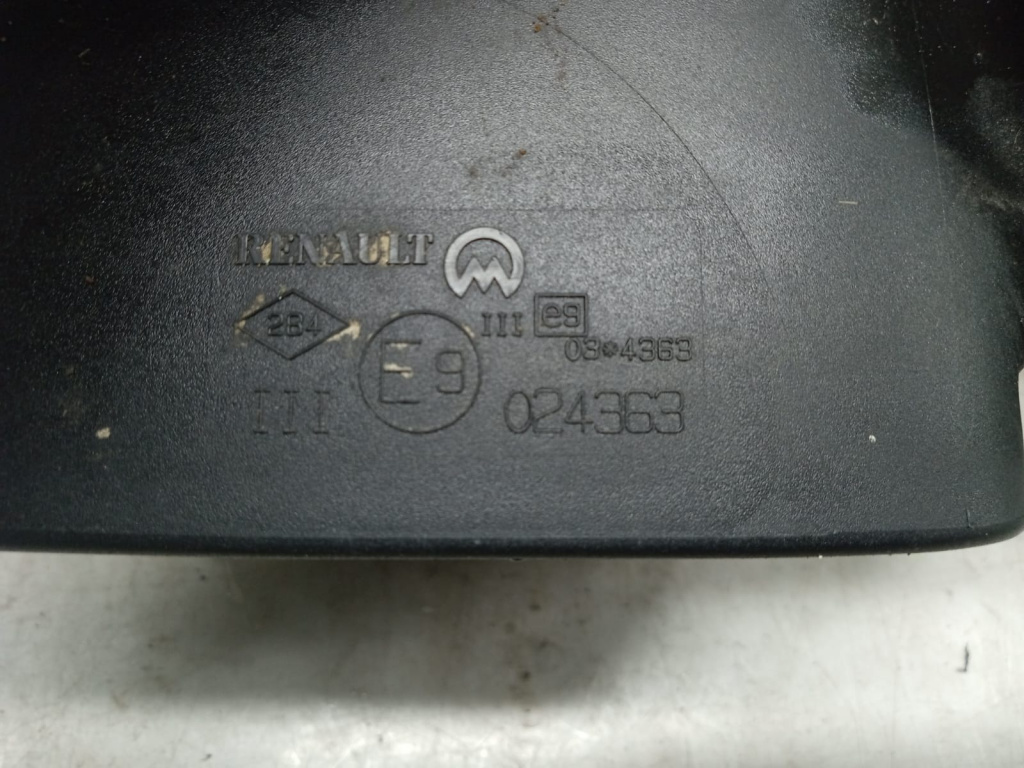 RENAULT
2B4
III e9
03*4363
III E9 024363